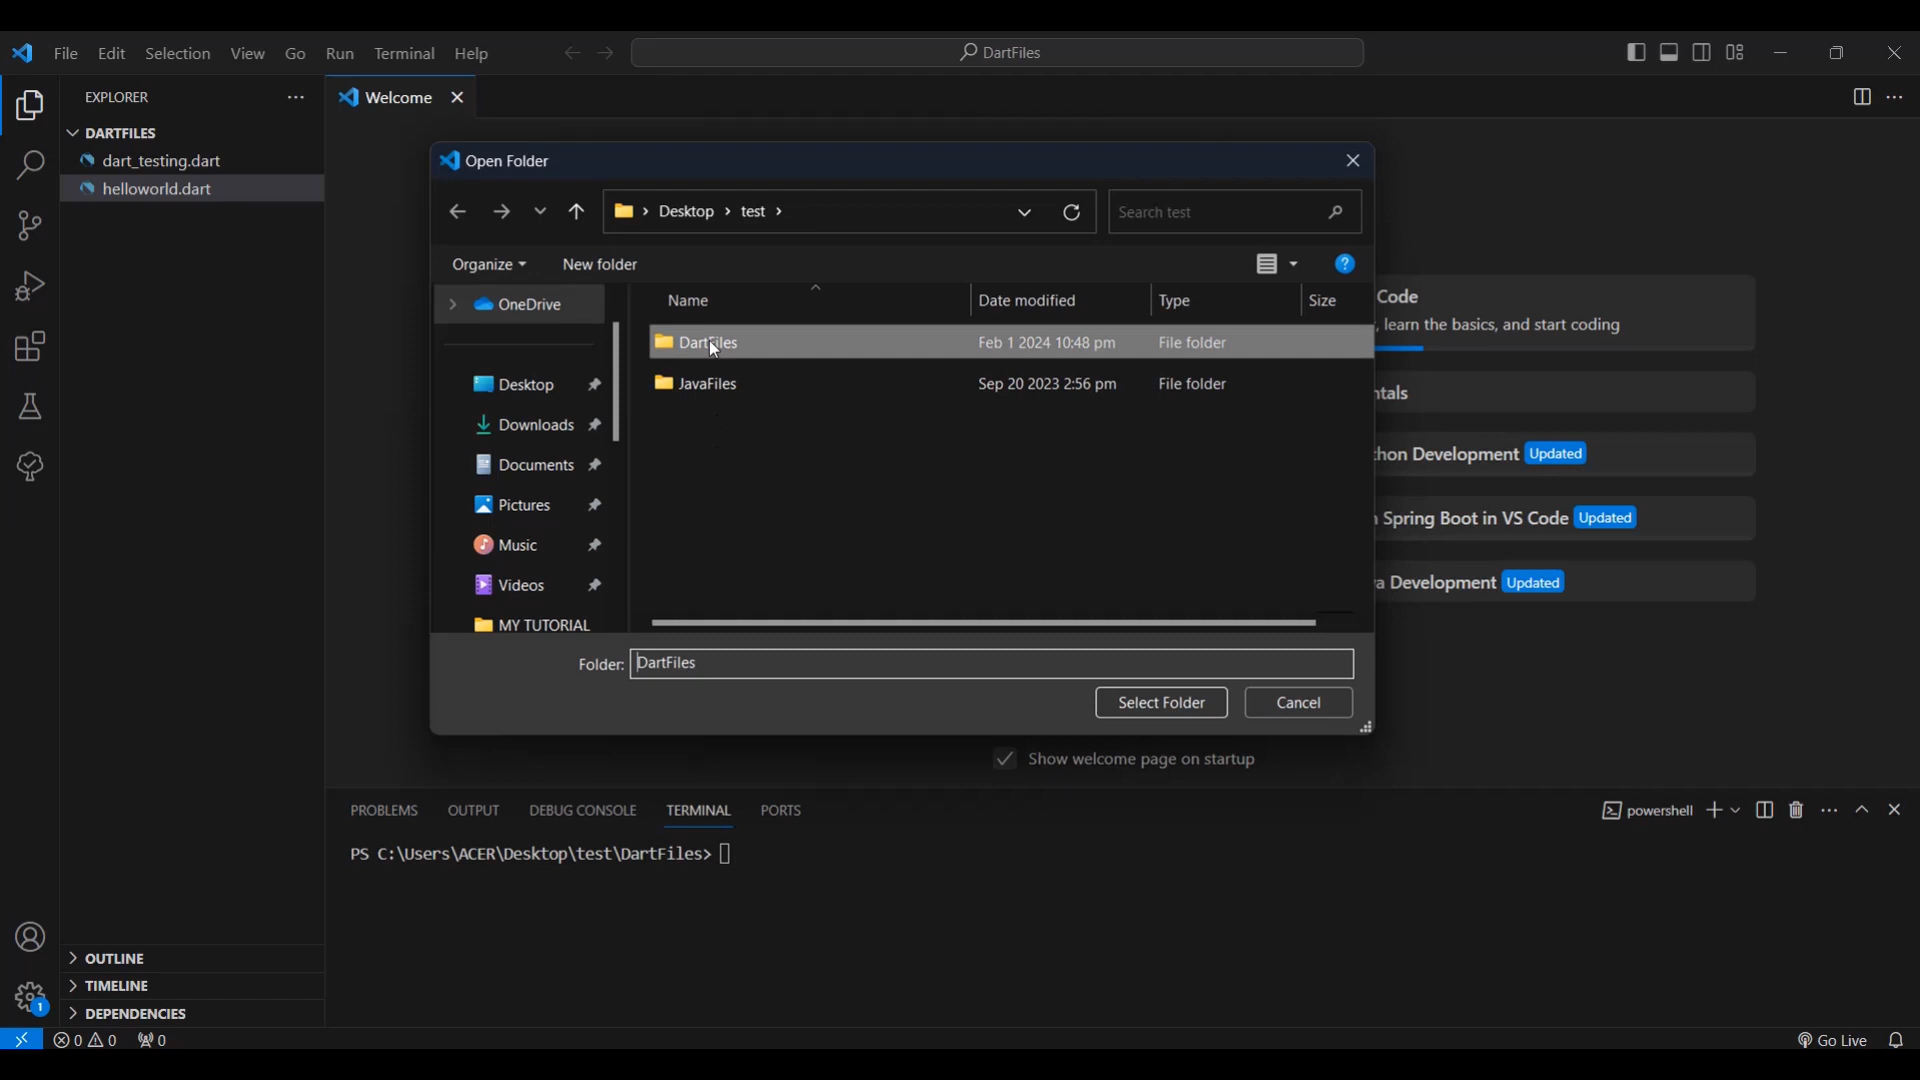 File Edit Selection View Go Run Terminal Help
DartFiles
EXPLORER
Welcome
DARTFILES
dart_testing.dart
helloworld.dart
Open Folder
Desktop › test ›
Search test
Organize
New folder
Name
Date modified
Type
Size
OneDrive
Desktop
Downloads
Documents
Pictures
Music
Videos
MY TUTORIAL
DartFiles Feb 1 2024 10:48 pm File folder
JavaFiles Sep 20 2023 2:56 pm File folder
Folder: DartFiles
Select Folder
Cancel
Code
, learn the basics, and start coding
ntals
thon Development Updated
Spring Boot in VS Code Updated
va Development Updated
Show welcome page on startup
PROBLEMS OUTPUT DEBUG CONSOLE TERMINAL PORTS
powershell
PS C:\Users\ACER\Desktop\test\DartFiles>
OUTLINE
TIMELINE
DEPENDENCIES
1
0 0 0
Go Live